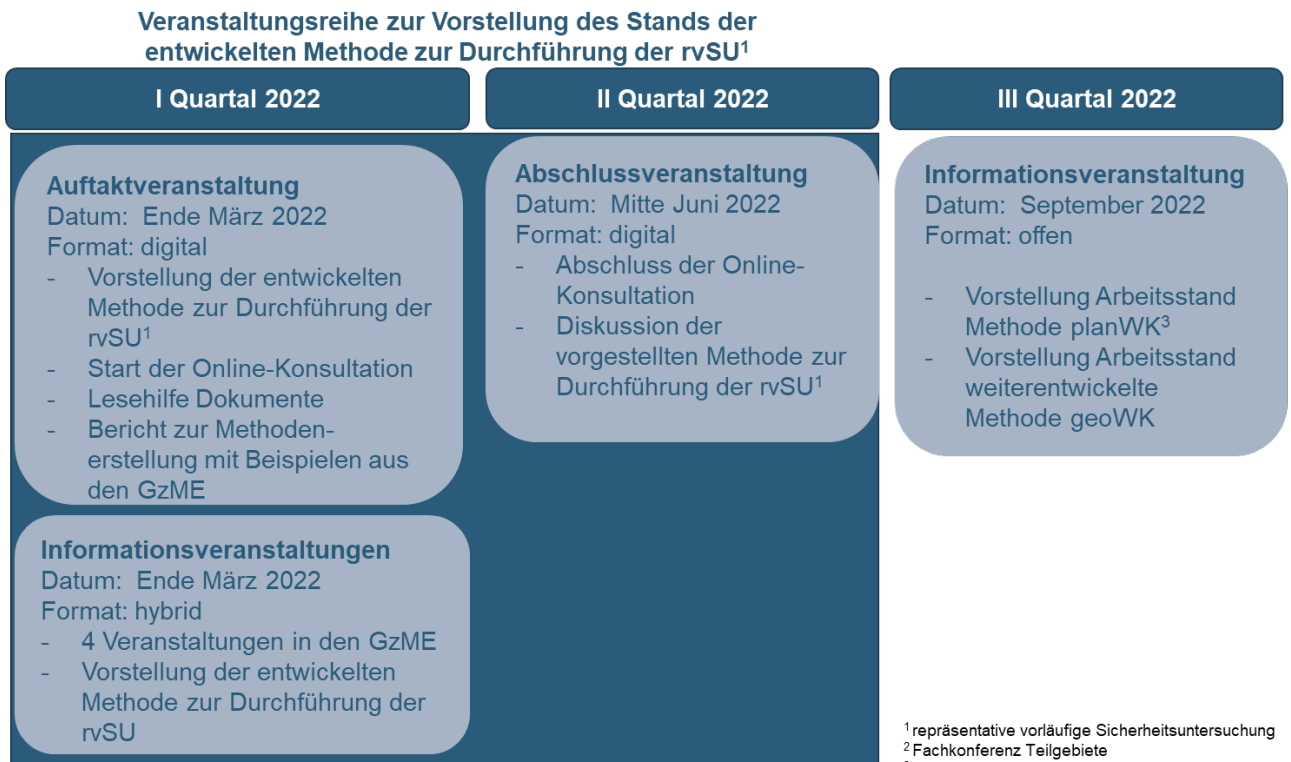 Veranstaltungsreihe zur Vorstellung des Stands der
entwickelten Methode zur Durchführung der rvSU¹
I Quartal 2022
Auftaktveranstaltung
Datum: Ende März 2022
Format: digital
- Vorstellung der entwickelten
Methode zur Durchführung der
rvSU¹
- Start der Online-Konsultation
- Lesehilfe Dokumente
- Bericht zur Methoden-
erstellung mit Beispielen aus
den GzME
Informationsveranstaltungen
Datum: Ende März 2022
Format: hybrid
- 4 Veranstaltungen in den GzME
- Vorstellung der entwickelten
Methode zur Durchführung der
rvSU
II Quartal 2022
Abschlussveranstaltung
Datum: Mitte Juni 2022
Format: digital
- Abschluss der Online-
Konsultation
- Diskussion der
vorgestellten Methode zur
Durchführung der rvSU¹
III Quartal 2022
Informationsveranstaltung
Datum: September 2022
Format: offen
- Vorstellung Arbeitsstand
Methode planWK³
- Vorstellung Arbeitsstand
weiterentwickelte
Methode geoWK
¹ repräsentative vorläufige Sicherheitsuntersuchung
² Fachkonferenz Teilgebiete